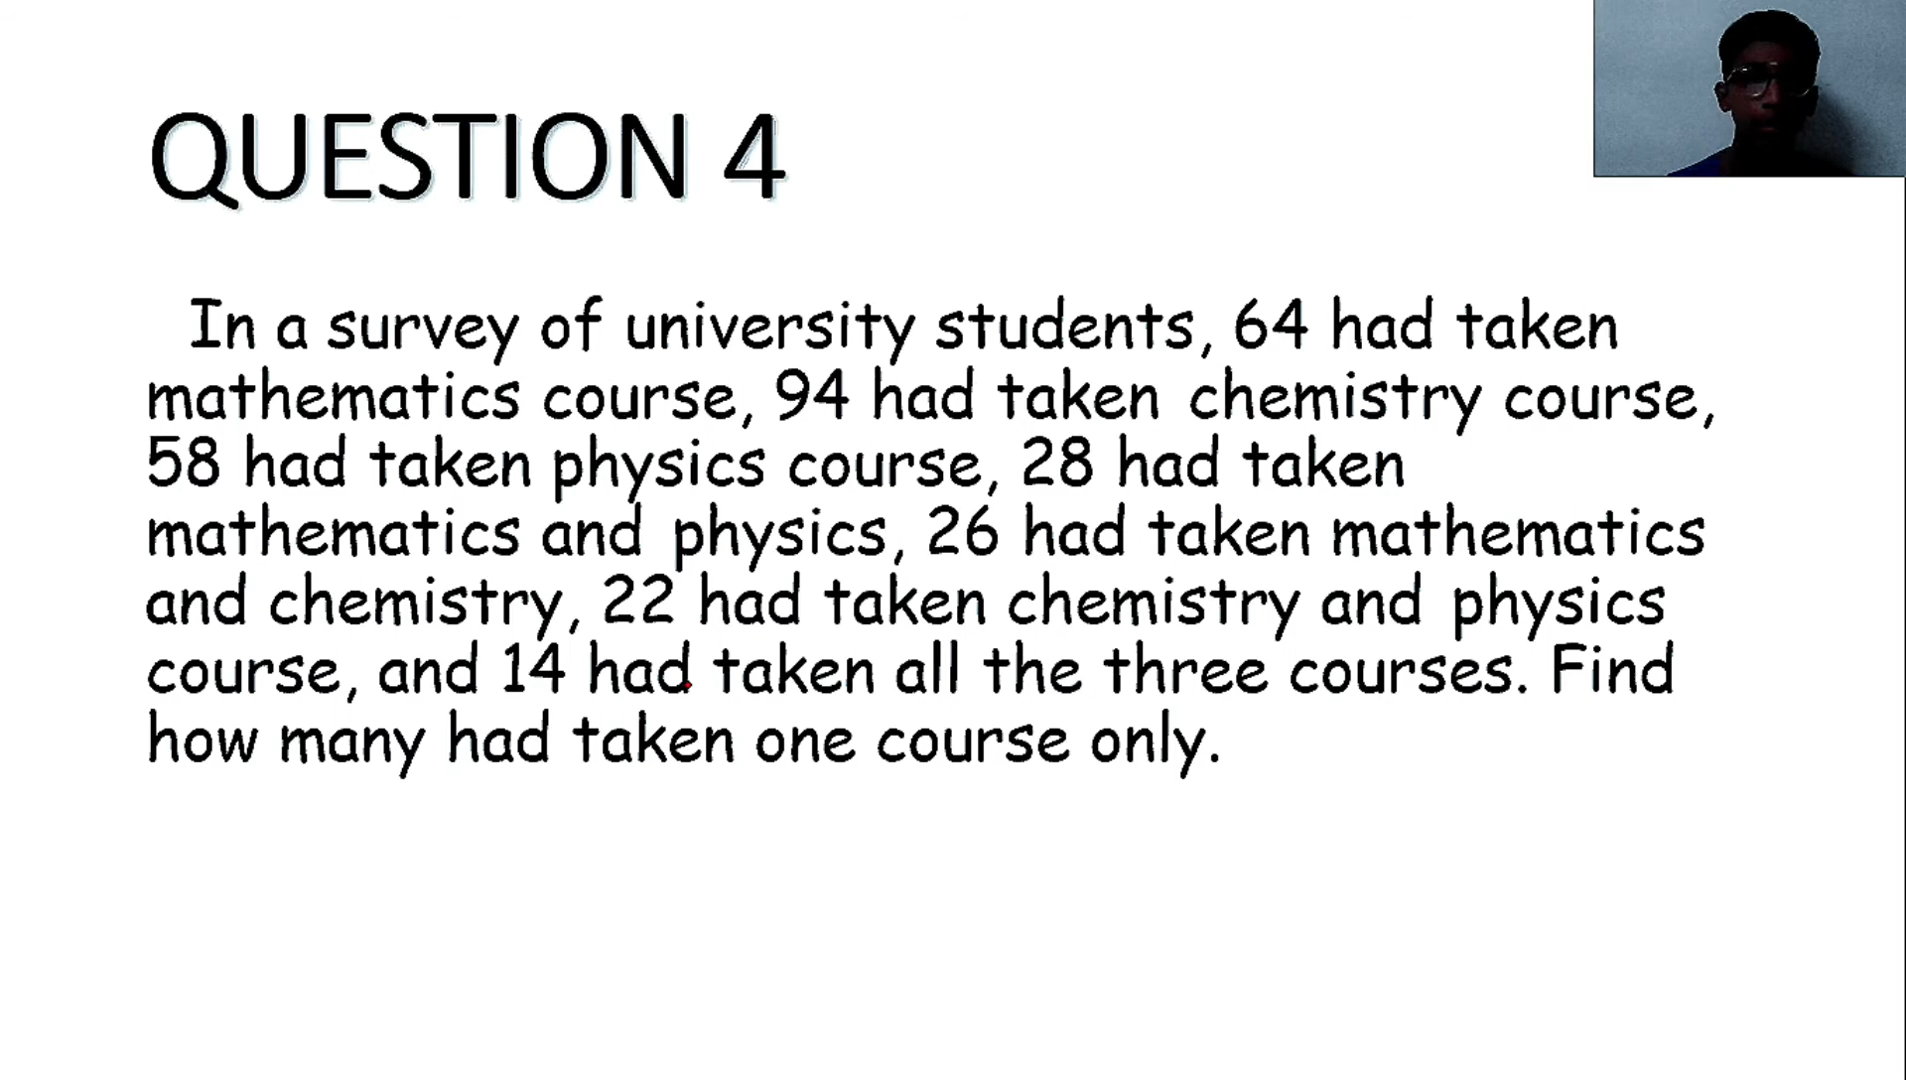 QUESTION 4
In a survey of university students, 64 had taken
mathematics course, 94 had taken chemistry course,
58 had taken physics course, 28 had taken
mathematics and physics, 26 had taken mathematics
and chemistry, 22 had taken chemistry and physics
course, and 14 had taken all the three courses. Find
how many had taken one course only.